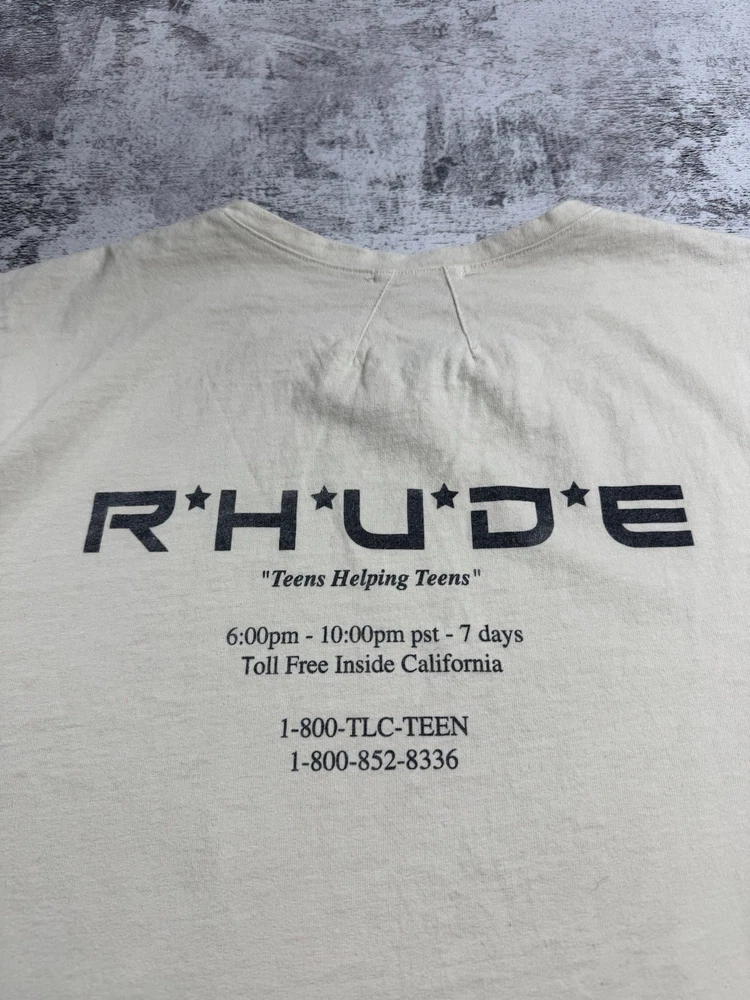 R★H★U★D★E
"Teens Helping Teens"
6:00pm - 10:00pm pst - 7 days
Toll Free Inside California
1-800-TLC-TEEN
1-800-852-8336